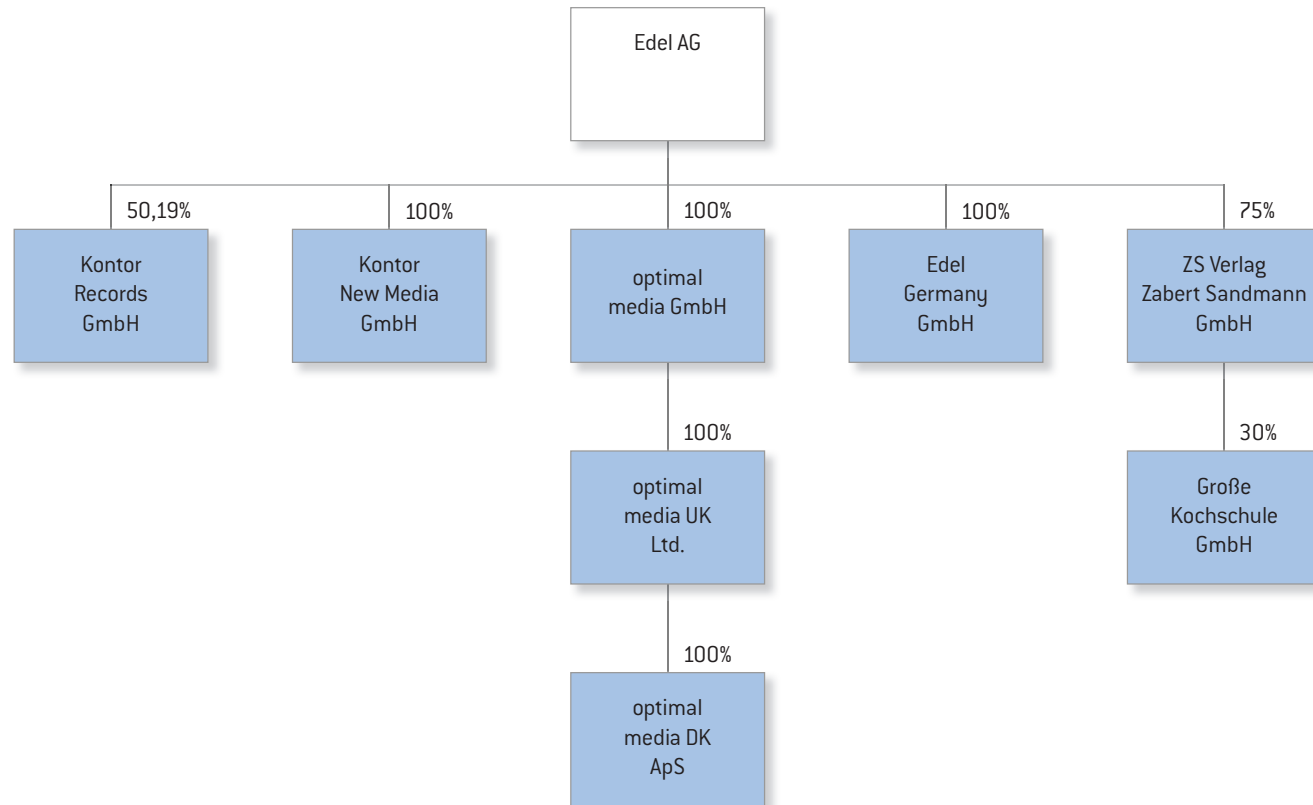 Edel AG
50,19%
100%
100%
100%
75%
Kontor
Records
GmbH
Kontor
New Media
GmbH
optimal
media GmbH
Edel
Germany
GmbH
ZS Verlag
Zabert Sandmann
GmbH
100%
30%
optimal
media UK
Ltd.
Große
Kochschule
GmbH
100%
optimal
media DK
ApS